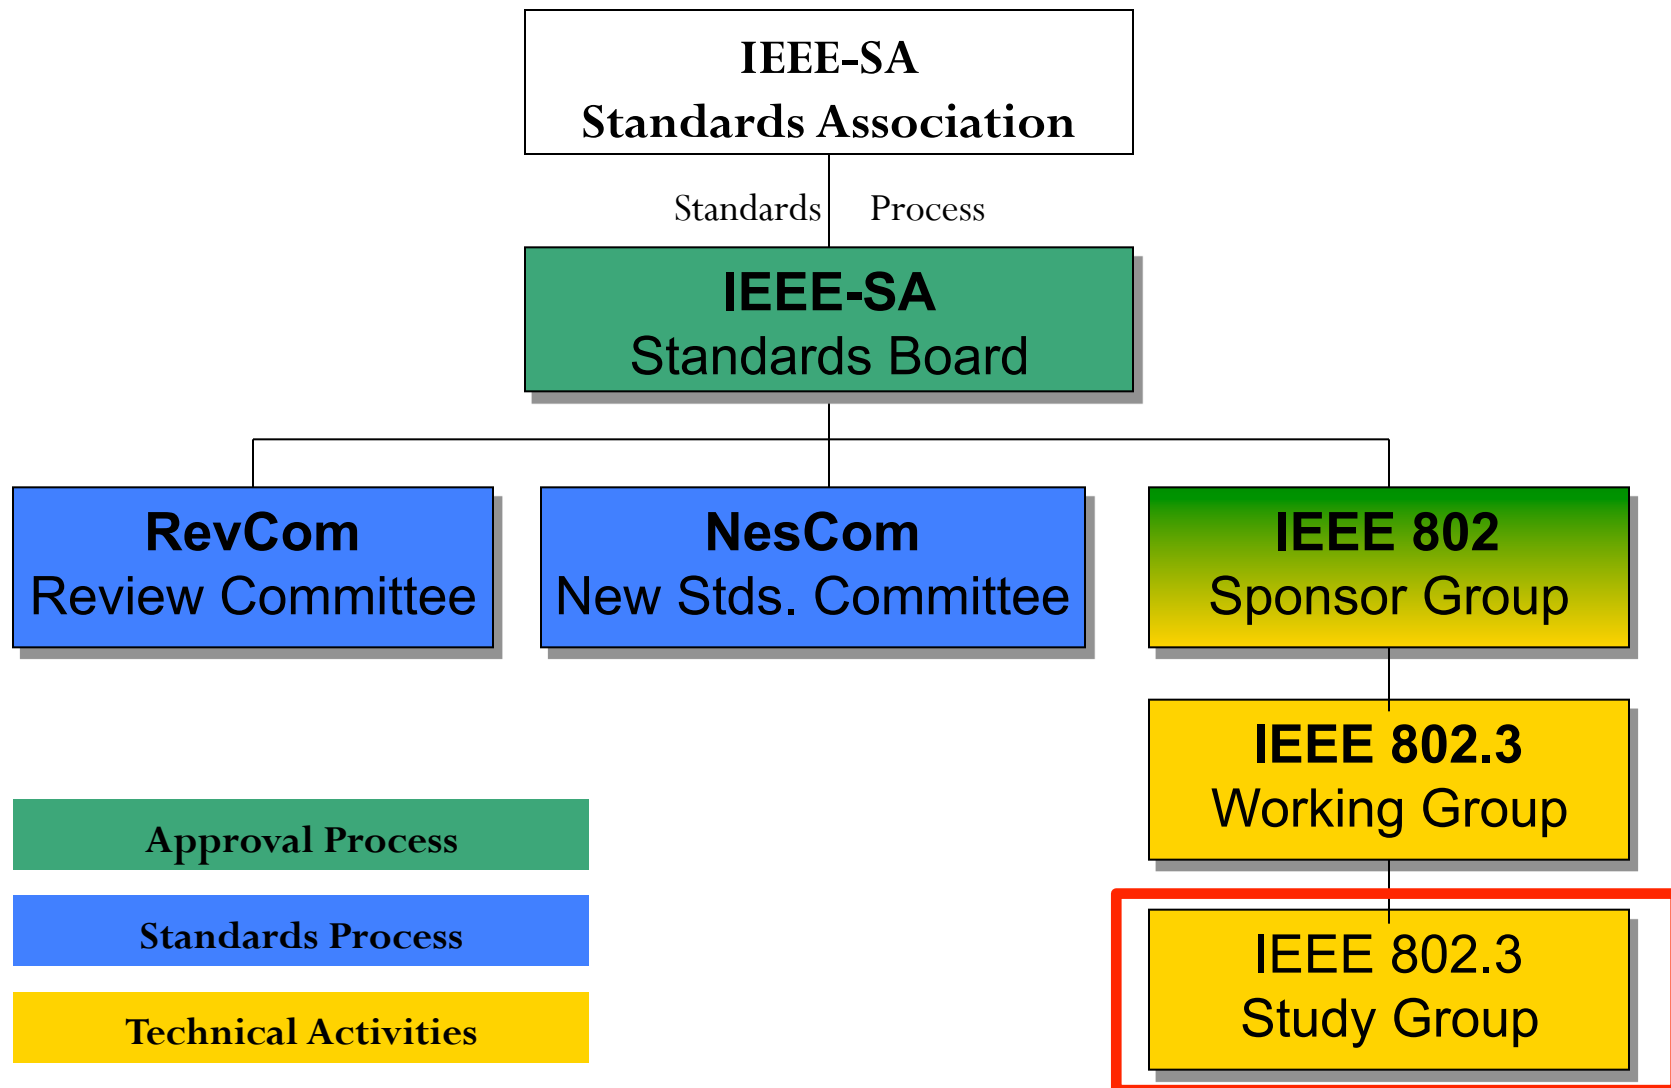 IEEE-SA
Standards Association
Standards Process
IEEE-SA
Standards Board
RevCom
Review Committee
NesCom
New Stds. Committee
IEEE 802
Sponsor Group
IEEE 802.3
Working Group
Approval Process
Standards Process
Technical Activities
IEEE 802.3
Study Group